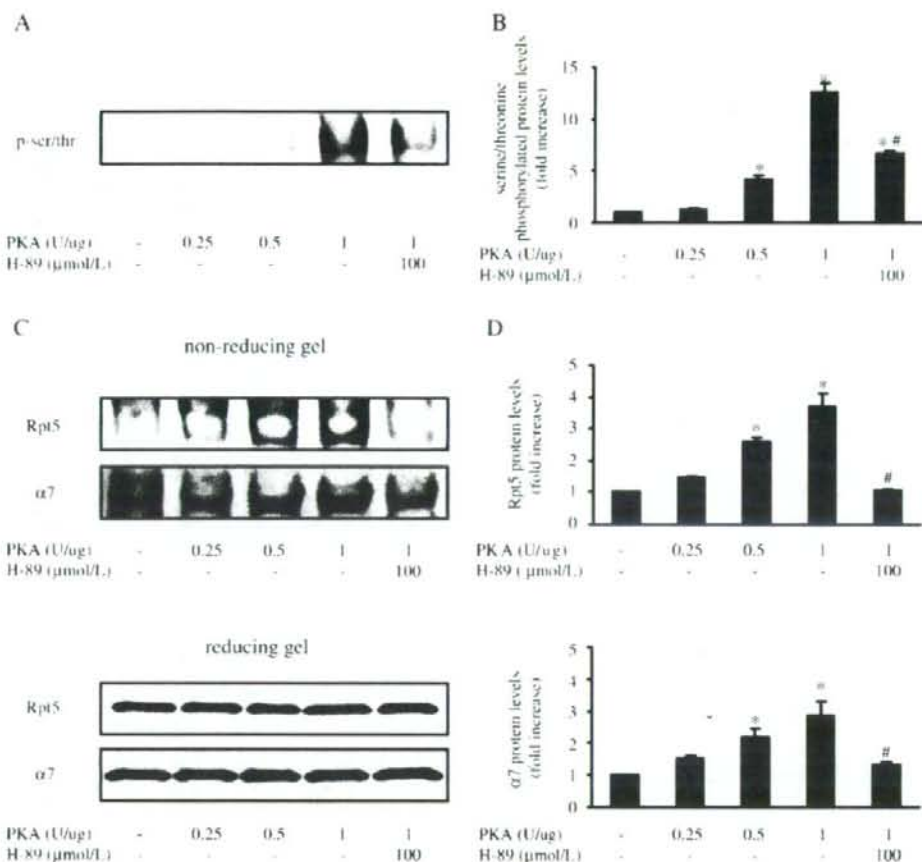 A
p-ser/thr
PKA (U/ug) - 0.25 0.5 1 1
H-89 (μmol/L) - - - - 100
B
serine/threonine
phosphorylated protein levels
(fold increase)
15
10
5
0
*
*
* #
PKA (U/ug) - 0.25 0.5 1 1
H-89 (μmol/L) - - - - 100
C
non-reducing gel
Rpt5
α7
PKA (U/ug) - 0.25 0.5 1 1
H-89 (μmol/L) - - - - 100
reducing gel
Rpt5
α7
PKA (U/ug) - 0.25 0.5 1 1
H-89 (μmol/L) - - - - 100
D
Rpt5 protein levels
(fold increase)
5
4
3
2
1
0
*
*
#
PKA (U/ug) - 0.25 0.5 1 1
H-89 ( μmol/L) - - - - 100
α7 protein levels
(fold increase)
5
4
3
2
1
0
*
*
#
PKA (U/ug) - 0.25 0.5 1 1
H-89 (μmol/L) - - - - 100